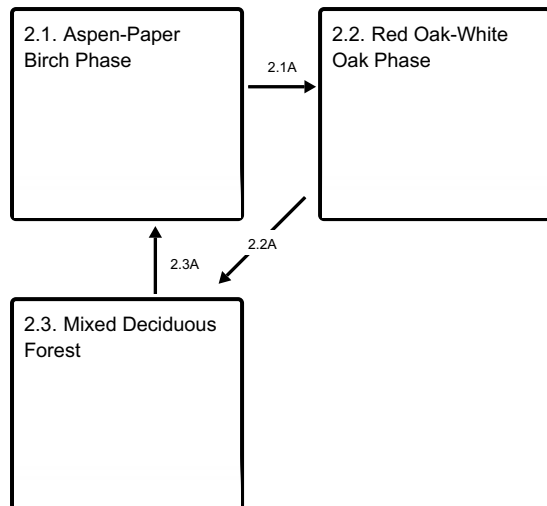 2.1. Aspen-Paper
Birch Phase
2.1A
2.2. Red Oak-White
Oak Phase
2.2A
2.3A
2.3. Mixed Deciduous
Forest